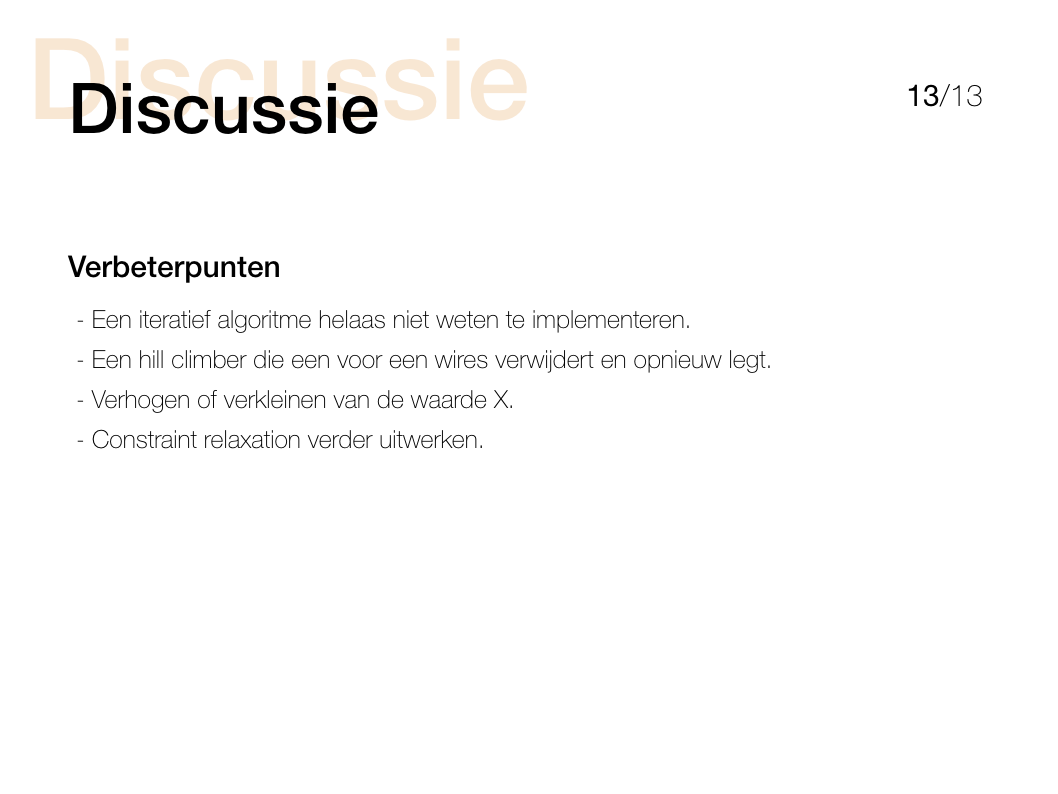 Discussie
Discussie
13/13
Verbeterpunten
- Een iteratief algoritme helaas niet weten te implementeren.
- Een hill climber die een voor een wires verwijdert en opnieuw legt.
- Verhogen of verkleinen van de waarde X.
- Constraint relaxation verder uitwerken.